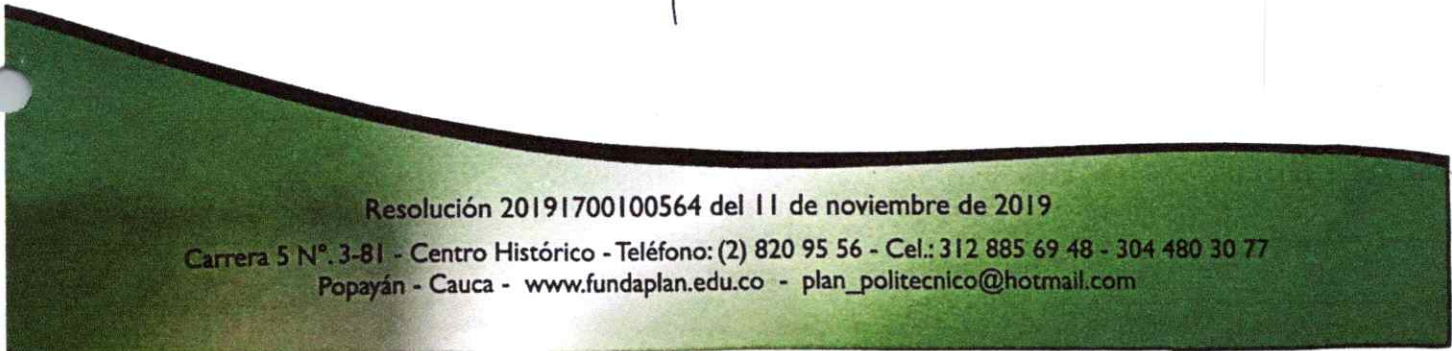 Resolución 20191700100564 del 11 de noviembre de 2019
Carrera 5 N°. 3-81 - Centro Histórico - Teléfono: (2) 820 95 56 - Cel.: 312 885 69 48 - 304 480 30 77
Popayán - Cauca - www.fundaplan.edu.co - plan_politecnico@hotmail.com